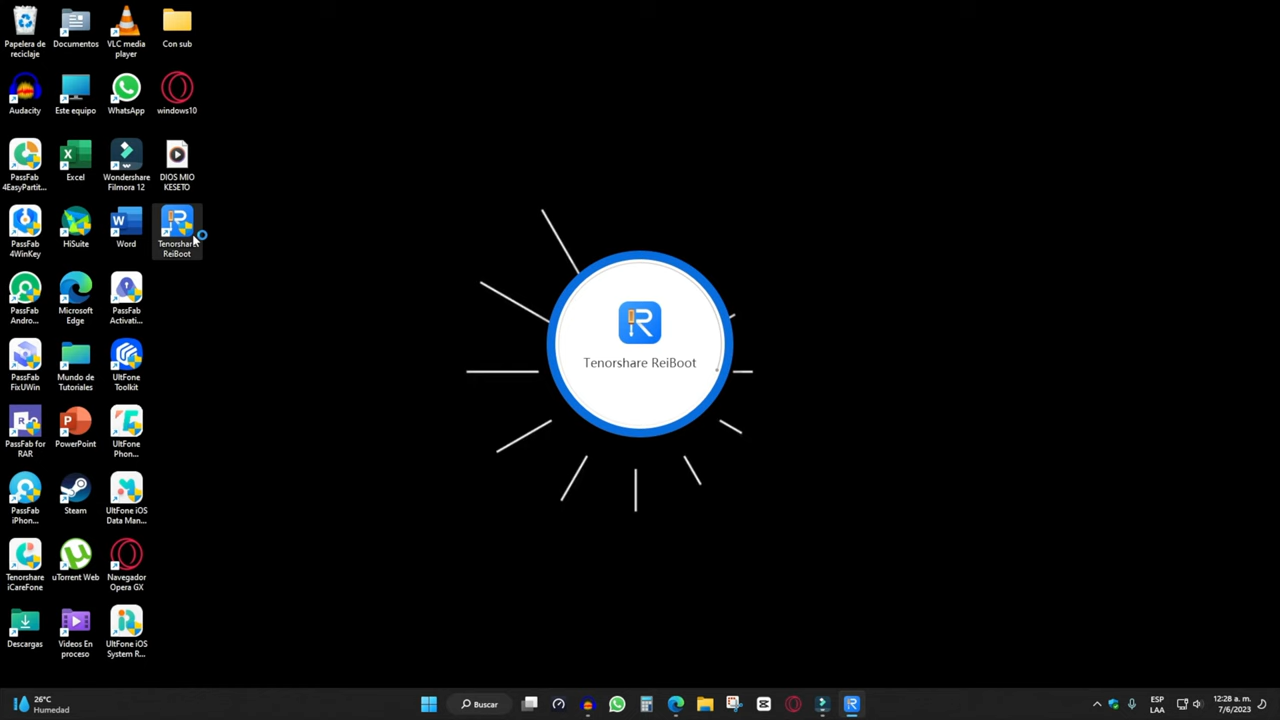 Papelera de
reciclaje
Documentos
VLC media
player
Con sub
Audacity
Este equipo
WhatsApp
windows10
PassFab
4EasyPartit...
Excel
Wondershare
Filmora 12
DIOS MIO
KESETO
PassFab
4WinKey
HiSuite
Word
Tenorshare
ReiBoot
PassFab
Andro...
Microsoft
Edge
PassFab
Activati...
PassFab
FixUWin
Mundo de
Tutoriales
UltFone
Toolkit
PassFab for
RAR
PowerPoint
UltFone
Phon...
PassFab
iPhon...
Steam
UltFone iOS
Data Man...
Tenorshare
iCareFone
uTorrent Web
Navegador
Opera GX
Descargas
Videos En
proceso
UltFone iOS
System R...
Tenorshare ReiBoot
26°C
Humedad
Buscar
ESP
LAA
12:28 a. m.
7/6/2023